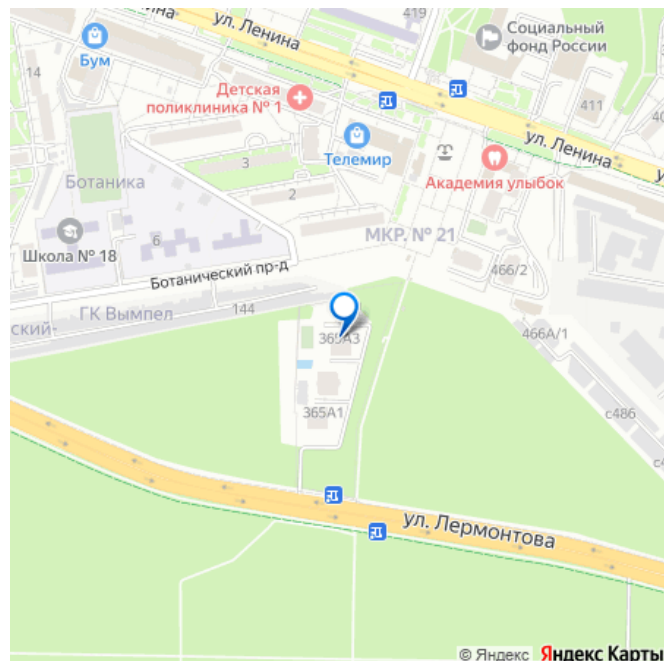 419
ул. Ленина
Социальный
фонд России
Бум
14
Детская
поликлиника № 1
411
40
ул. Ленина
Телемир
3
Академия улыбок
Ботаника
2
МКР. № 21
6
Школа № 18
Ботанический пр-д
466/2
ГК Вымпел
144
ский-
365А3
466А/1
365А1
с486
ул. Лермонтова
© Яндекс Яндекс Карты